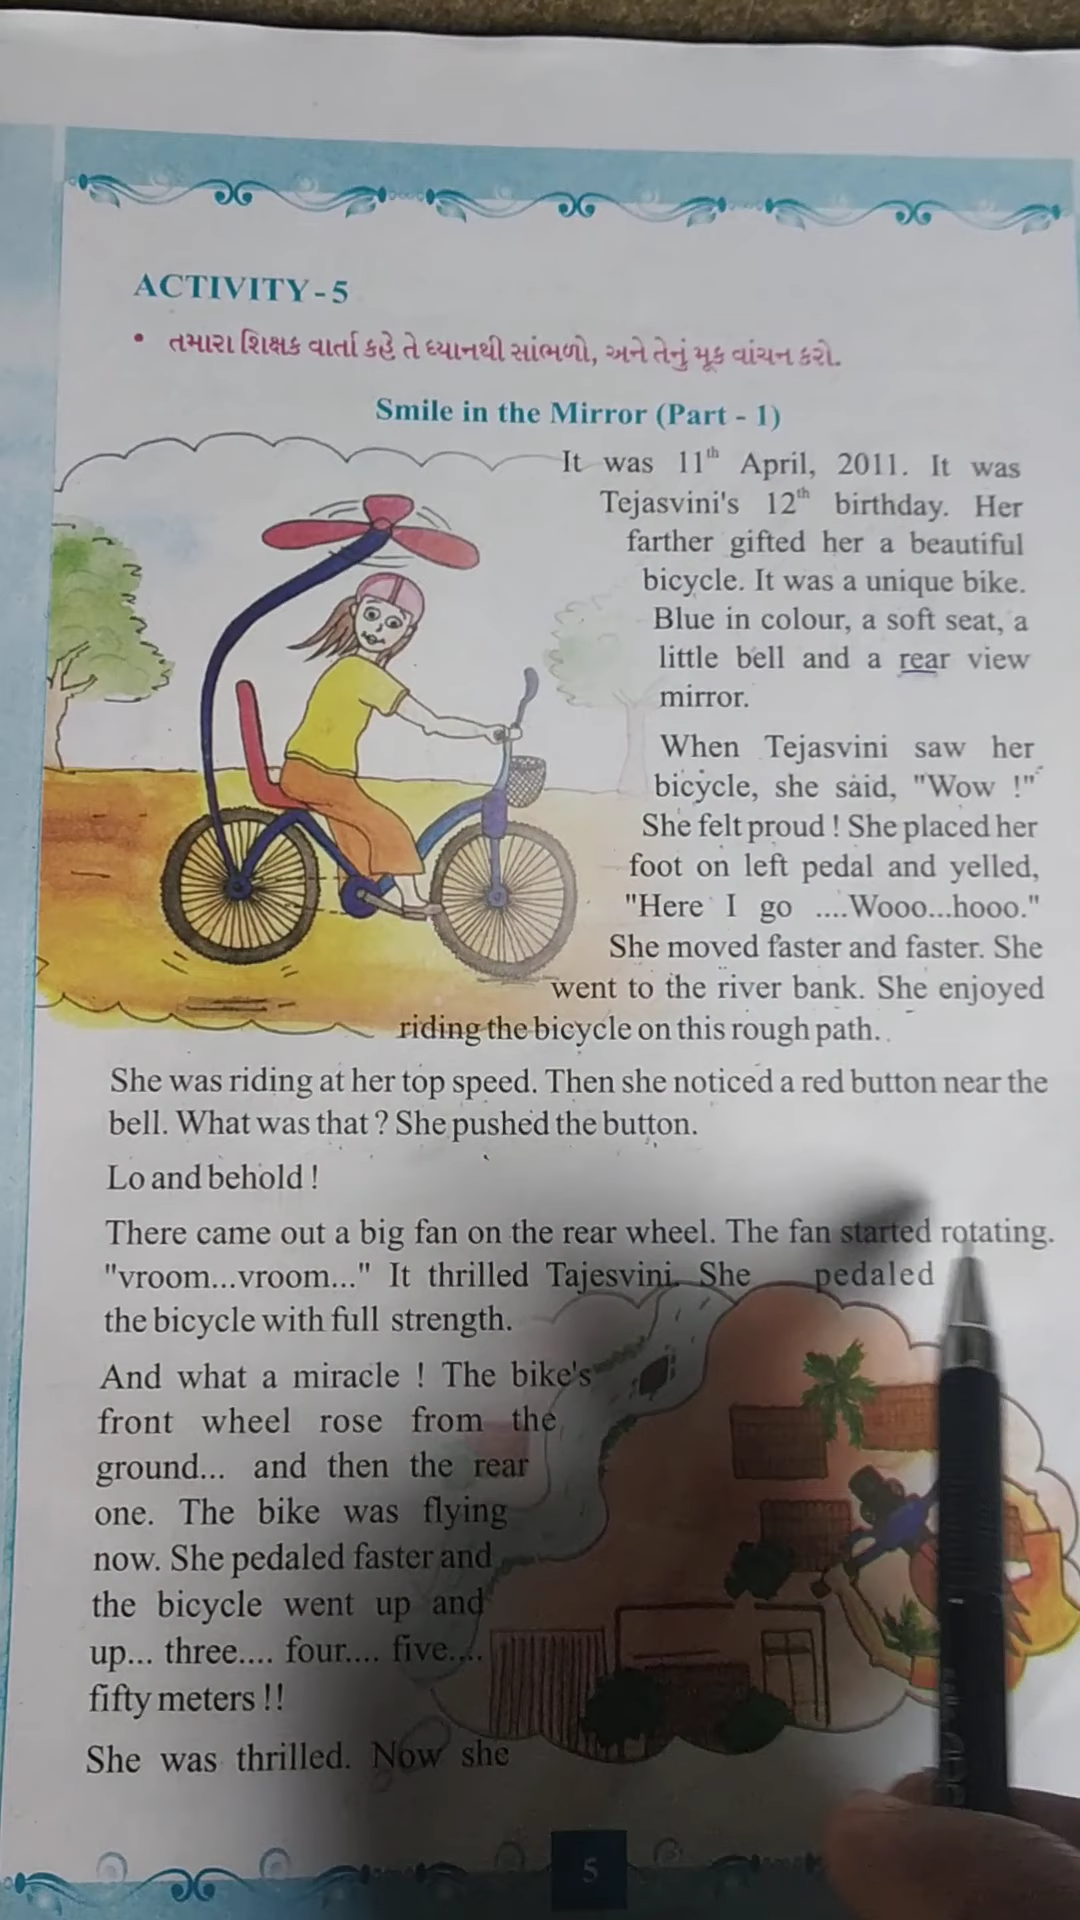 ACTIVITY - 5
• તમારા શિક્ષક વાર્તા કહે તે ધ્યાનથી સાંભળો, અને તેનું મૂક વાંચન કરો.
Smile in the Mirror (Part - 1)
It was 11th April, 2011. It was
Tejasvini's 12th birthday. Her
farther gifted her a beautiful
bicycle. It was a unique bike.
Blue in colour, a soft seat, a
little bell and a rear view
mirror.
When Tejasvini saw her
bicycle, she said, "Wow !"
She felt proud ! She placed her
foot on left pedal and yelled,
"Here I go ....Wooo...hooo."
She moved faster and faster. She
went to the river bank. She enjoyed
riding the bicycle on this rough path.
She was riding at her top speed. Then she noticed a red button near the
bell. What was that ? She pushed the button.
Lo and behold !
There came out a big fan on the rear wheel. The fan started rotating.
"vroom...vroom..." It thrilled Tajesvini. She pedaled
the bicycle with full strength.
And what a miracle ! The bike's
front wheel rose from the
ground... and then the rear
one. The bike was flying
now. She pedaled faster and
the bicycle went up and
up... three.... four.... five....
fifty meters !!
She was thrilled. Now she
5